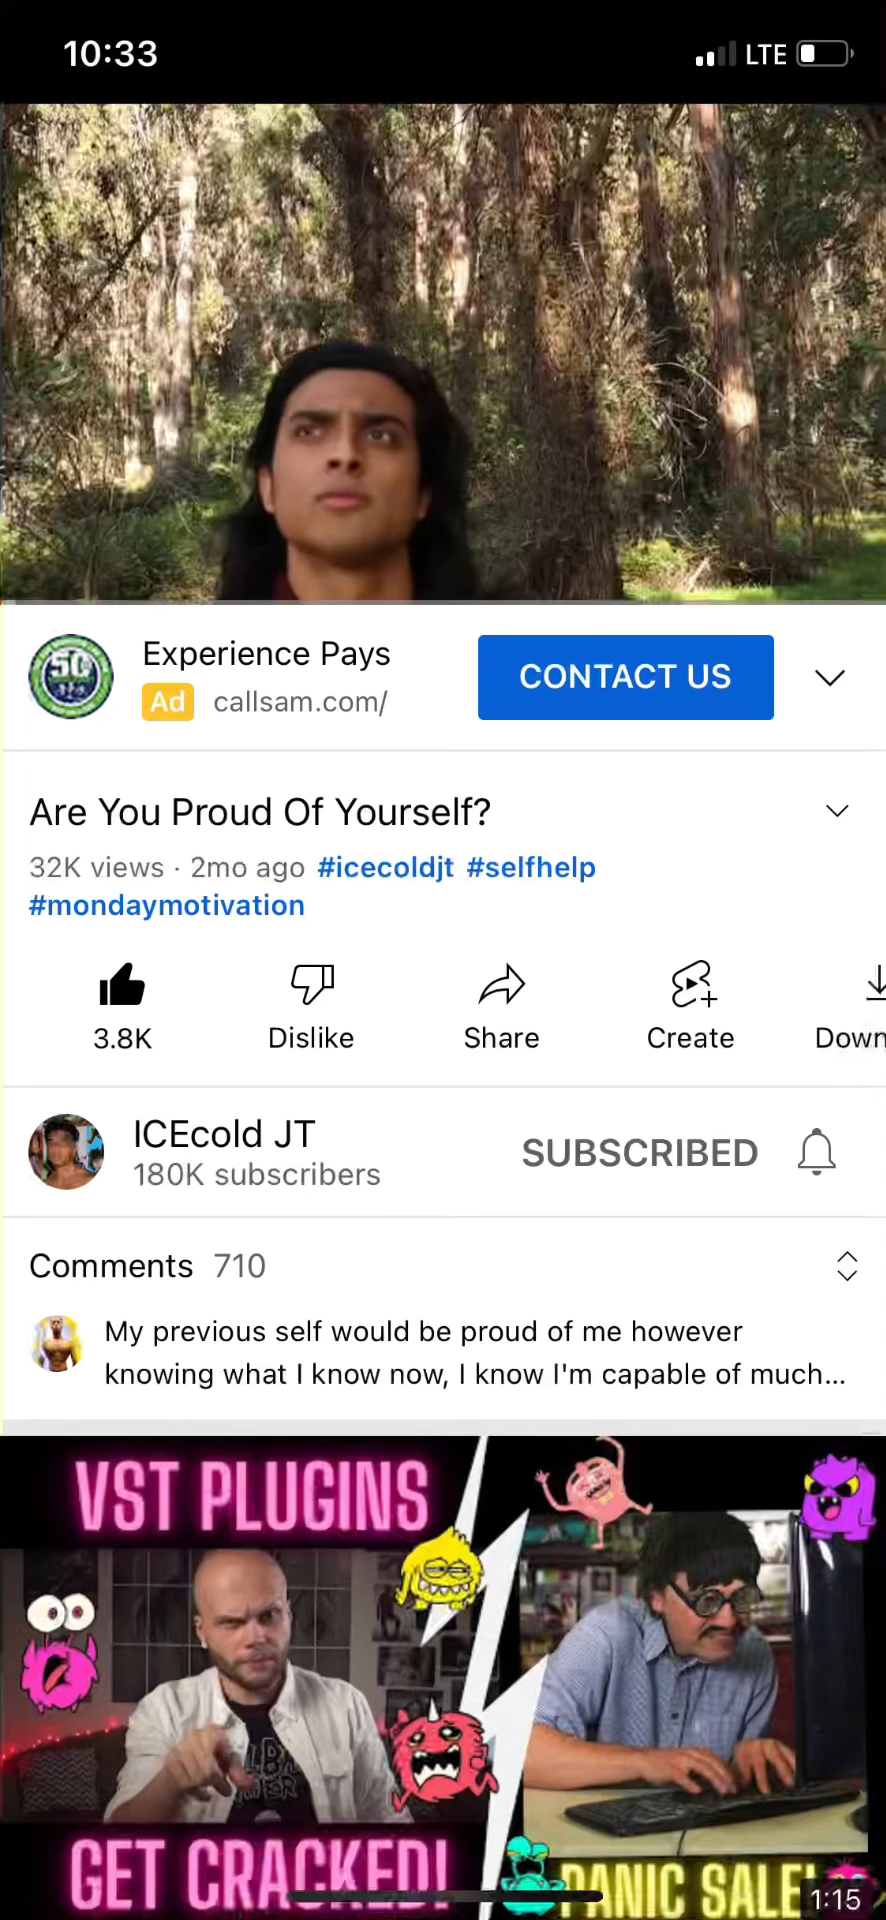 10:33
LTE
50
Experience Pays
CONTACT US
Ad callsam.com/
Are You Proud Of Yourself?
32K views · 2mo ago #icecoldjt #selfhelp
#mondaymotivation
3.8K
Dislike
Share
Create
Down
ICEcold JT
180K subscribers
SUBSCRIBED
Comments 710
My previous self would be proud of me however
knowing what I know now, I know I'm capable of much...
VST PLUGINS
GET CRACKED!
PANIC SALE!
1:15